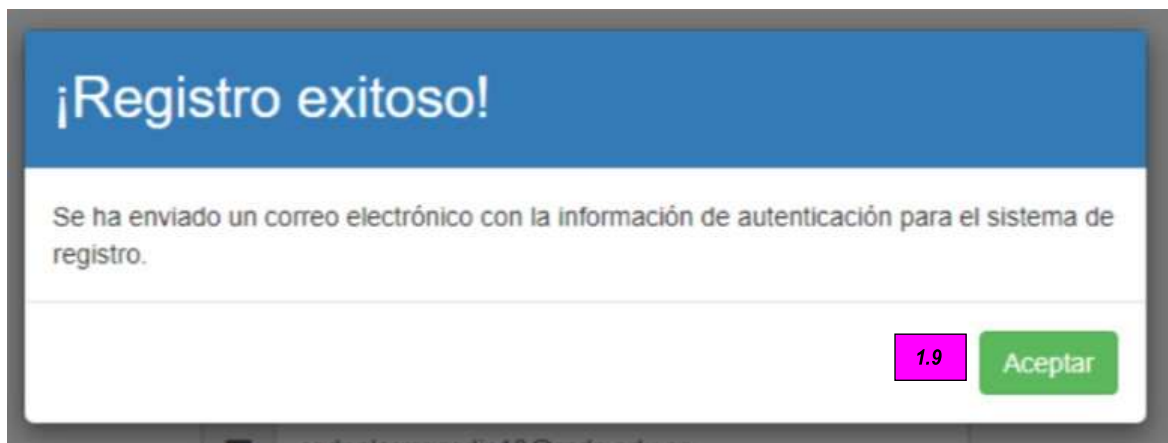 ¡Registro exitoso!
Se ha enviado un correo electrónico con la información de autenticación para el sistema de
registro.
1.9 Aceptar